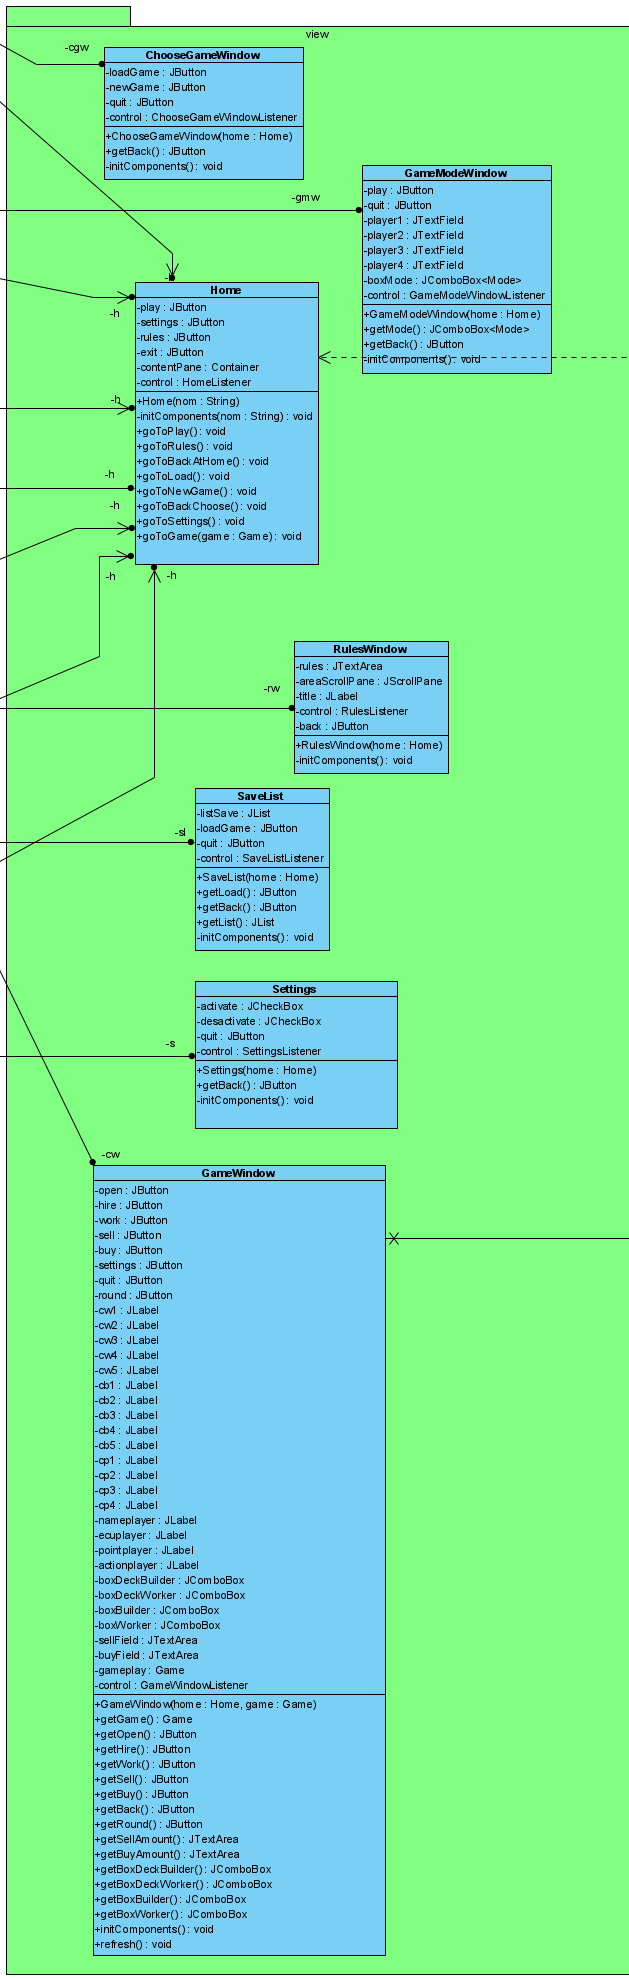 view
-cgw
ChooseGameWindow
-loadGame : JButton
-newGame : JButton
-quit : JButton
-control : ChooseGameWindowListener
+ChooseGameWindow(home : Home)
+getBack() : JButton
-initComponents() : void
-gmw
GameModeWindow
-play : JButton
-quit : JButton
-player1 : JTextField
-player2 : JTextField
-player3 : JTextField
-player4 : JTextField
-boxMode : JComboBox<Mode>
-control : GameModeWindowListener
+GameModeWindow(home : Home)
+getMode() : JComboBox<Mode>
+getBack() : JButton
-initComponents() : void
-h
Home
-play : JButton
-settings : JButton
-rules : JButton
-exit : JButton
-contentPane : Container
-control : HomeListener
+Home(nom : String)
-initComponents(nom : String) : void
+goToPlay() : void
+goToRules() : void
+goToBackAtHome() : void
+goToLoad() : void
+goToNewGame() : void
+goToBackChoose() : void
+goToSettings() : void
+goToGame(game : Game) : void
-h
-h
-h
-h
-h
-rw
RulesWindow
-rules : JTextArea
-areaScrollPane : JScrollPane
-title : JLabel
-control : RulesListener
-back : JButton
+RulesWindow(home : Home)
-initComponents() : void
-sl
SaveList
-listSave : JList
-loadGame : JButton
-quit : JButton
-control : SaveListListener
+SaveList(home : Home)
+getLoad() : JButton
+getBack() : JButton
+getList() : JList
-initComponents() : void
-s
Settings
-activate : JCheckBox
-desactivate : JCheckBox
-quit : JButton
-control : SettingsListener
+Settings(home : Home)
+getBack() : JButton
-initComponents() : void
-cw
GameWindow
-open : JButton
-hire : JButton
-work : JButton
-sell : JButton
-buy : JButton
-settings : JButton
-quit : JButton
-round : JButton
-cw1 : JLabel
-cw2 : JLabel
-cw3 : JLabel
-cw4 : JLabel
-cw5 : JLabel
-cb1 : JLabel
-cb2 : JLabel
-cb3 : JLabel
-cb4 : JLabel
-cb5 : JLabel
-cp1 : JLabel
-cp2 : JLabel
-cp3 : JLabel
-cp4 : JLabel
-nameplayer : JLabel
-ecuplayer : JLabel
-pointplayer : JLabel
-actionplayer : JLabel
-boxDeckBuilder : JComboBox
-boxDeckWorker : JComboBox
-boxBuilder : JComboBox
-boxWorker : JComboBox
-sellField : JTextArea
-buyField : JTextArea
-gameplay : Game
-control : GameWindowListener
+GameWindow(home : Home, game : Game)
+getGame() : Game
+getOpen() : JButton
+getHire() : JButton
+getWork() : JButton
+getSell() : JButton
+getBuy() : JButton
+getBack() : JButton
+getRound() : JButton
+getSellAmount() : JTextArea
+getBuyAmount() : JTextArea
+getBoxDeckBuilder() : JComboBox
+getBoxDeckWorker() : JComboBox
+getBoxBuilder() : JComboBox
+getBoxWorker() : JComboBox
+initComponents() : void
+refresh() : void